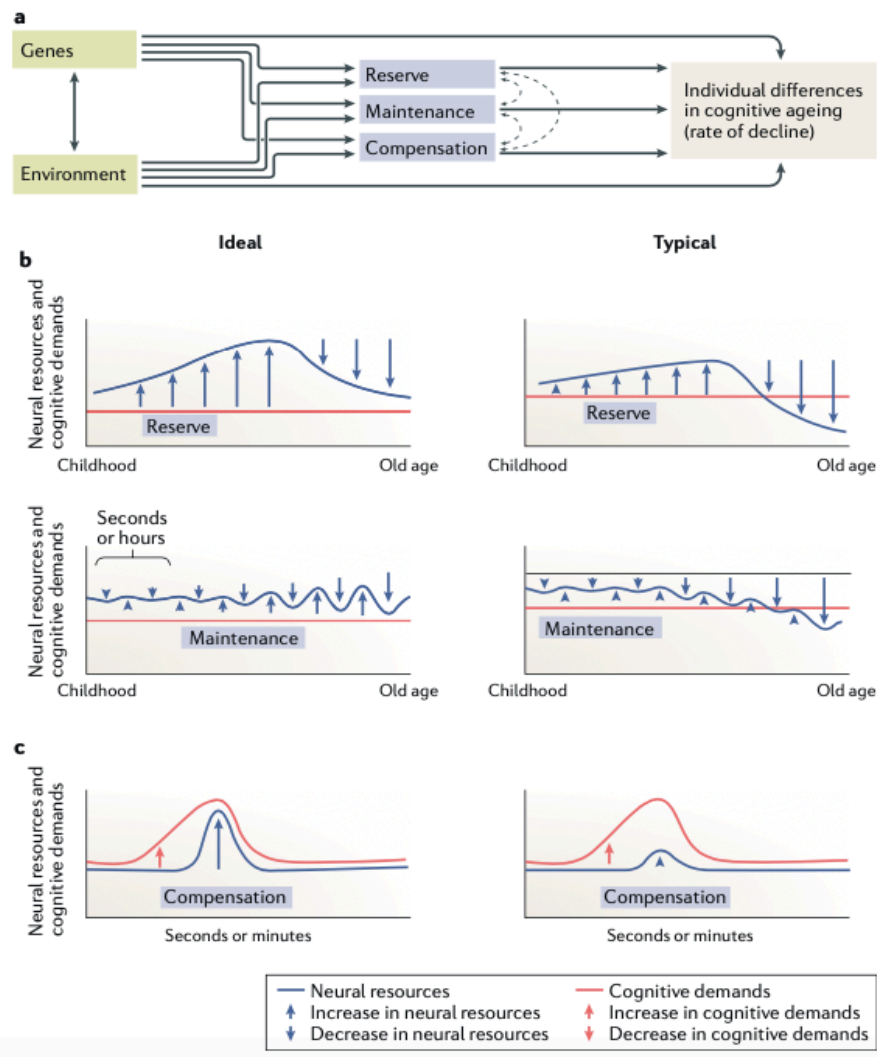 a
Genes
Environment
Reserve
Maintenance
Compensation
Individual differences
in cognitive ageing
(rate of decline)
Ideal
Typical
b
Neural resources and
cognitive demands
Reserve
Childhood
Old age
Reserve
Childhood
Old age
Neural resources and
cognitive demands
Seconds
or hours
Maintenance
Childhood
Old age
Maintenance
Childhood
Old age
c
Neural resources and
cognitive demands
Compensation
Seconds or minutes
Compensation
Seconds or minutes
Neural resources
Increase in neural resources
Decrease in neural resources
Cognitive demands
Increase in cognitive demands
Decrease in cognitive demands